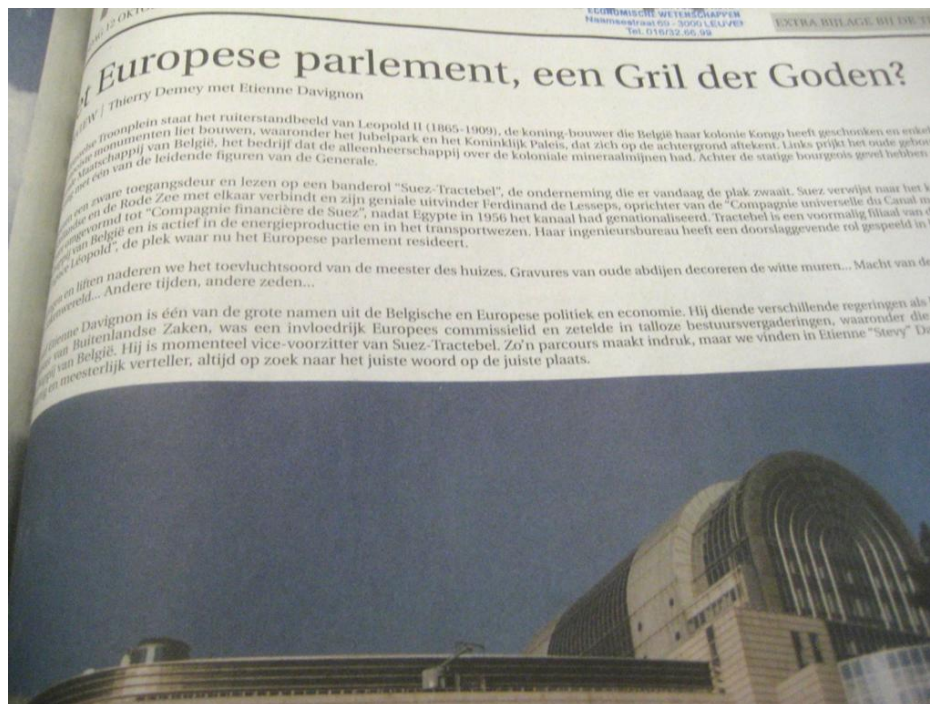 12 OKT
ECONOMISCHE WETENSCHAPPEN
Naamsestraat 69 - 3000 LEUVEN
Tel. 016/32.66.99
EXTRA BIJLAGE BIJ DE
Europese parlement, een Gril der Goden?
Thierry Demey met Etienne Davignon
Troonplein staat het ruiterstandbeeld van Leopold II (1865-1909), de koning-bouwer die België haar kolonie Kongo heeft geschonken en enkel
monumenten liet bouwen, waaronder het Jubelpark en het Koninklijk Paleis, dat zich op de achtergrond aftekent. Links prijkt het oude gebou
Maatschappij van België, het bedrijf dat de alleenheerschappij over de koloniale mineraalmijnen had. Achter de statige bourgeois gevel hebben
met één van de leidende figuren van de Generale.
een zware toegangsdeur en lezen op een banderol "Suez-Tractebel", de onderneming die er vandaag de plak zwaait. Suez verwijst naar het k
en de Rode Zee met elkaar verbindt en zijn geniale uitvinder Ferdinand de Lesseps, oprichter van de "Compagnie universelle du Canal m
omgevormd tot "Compagnie financière de Suez", nadat Egypte in 1956 het kanaal had genationaliseerd. Tractebel is een voormalig filiaal van d
van België en is actief in de energieproductie en in het transportwezen. Haar ingenieursbureau heeft een doorslaggevende rol gespeeld in
Léopold", de plek waar nu het Europese parlement resideert.
en liften naderen we het toevluchtsoord van de meester des huizes. Gravures van oude abdijen decoreren de witte muren... Macht van de
Andere tijden, andere zeden...
Davignon is één van de grote namen uit de Belgische en Europese politiek en economie. Hij diende verschillende regeringen als
van Buitenlandse Zaken, was een invloedrijk Europees commissielid en zetelde in talloze bestuursvergaderingen, waaronder die
van België. Hij is momenteel vice-voorzitter van Suez-Tractebel. Zo'n parcours maakt indruk, maar we vinden in Etienne "Stevy" Da
en meesterlijk verteller, altijd op zoek naar het juiste woord op de juiste plaats.